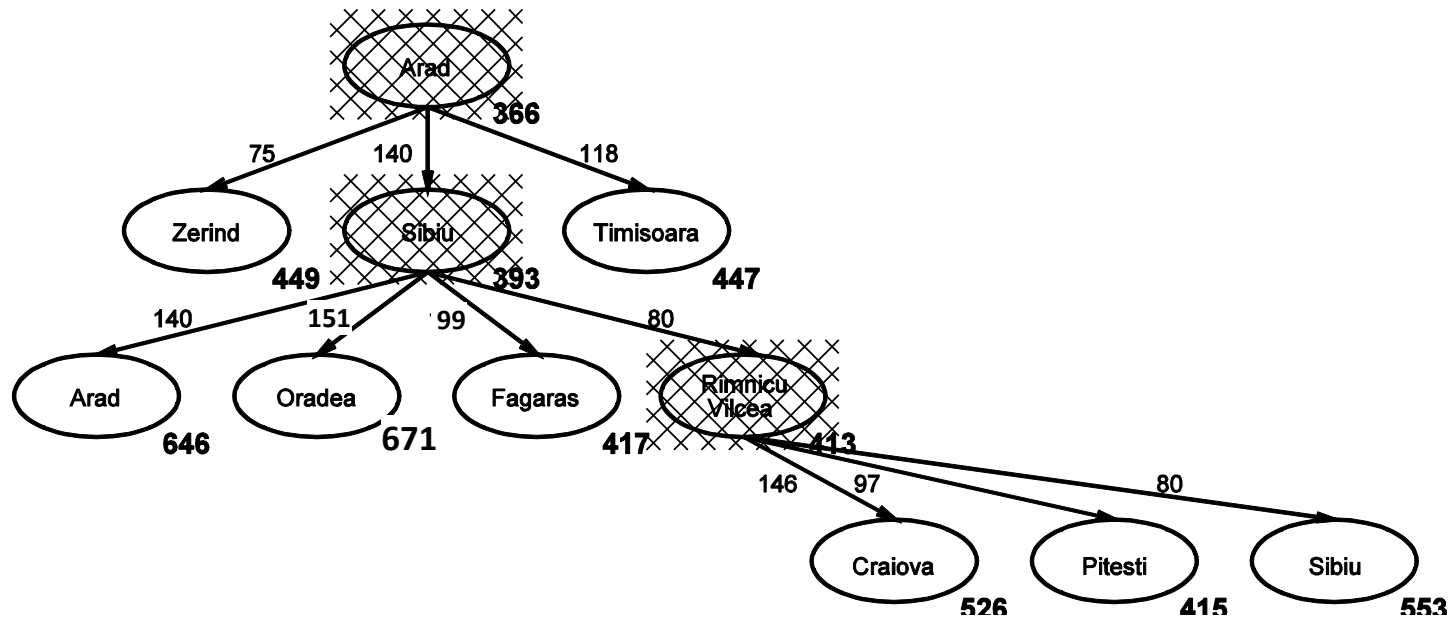 Arad
366
75
140
118
Zerind
Sibiu
Timisoara
449
393
447
140
151
99
80
Arad
Oradea
Fagaras
Rimnicu
Vilcea
646
671
417
413
146
97
80
Craiova
Pitesti
Sibiu
526
415
553